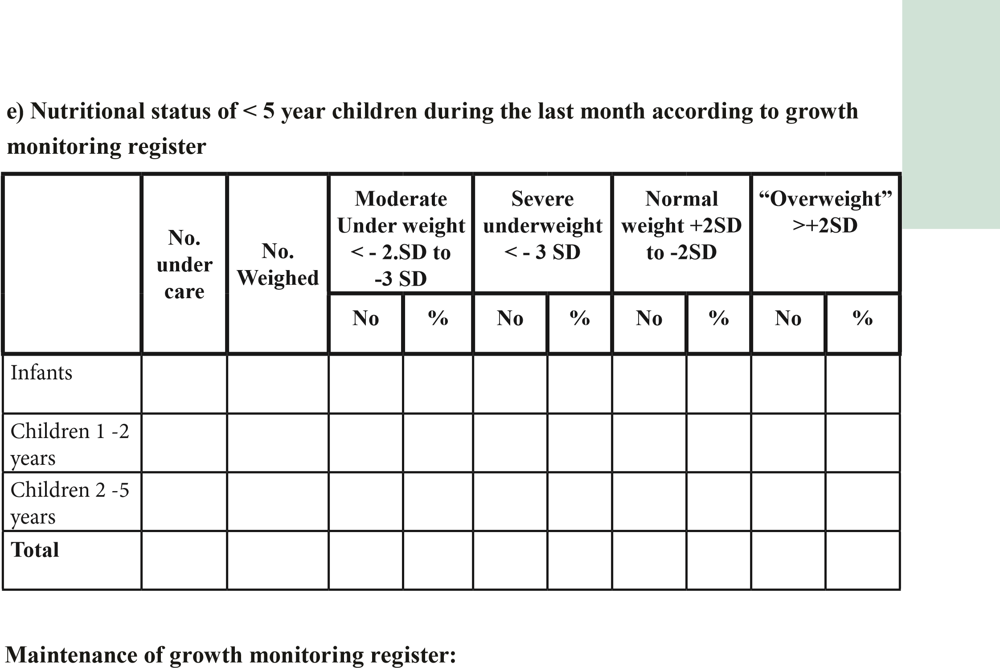 e) Nutritional status of < 5 year children during the last month according to growth
monitoring register
No.
under
care
No.
Weighed
Moderate
Under weight
< - 2.SD to
-3 SD
Severe
underweight
< - 3 SD
Normal
weight +2SD
to -2SD
“Overweight”
>+2SD
No % No % No % No %
Infants
Children 1 -2
years
Children 2 -5
years
Total
Maintenance of growth monitoring register: